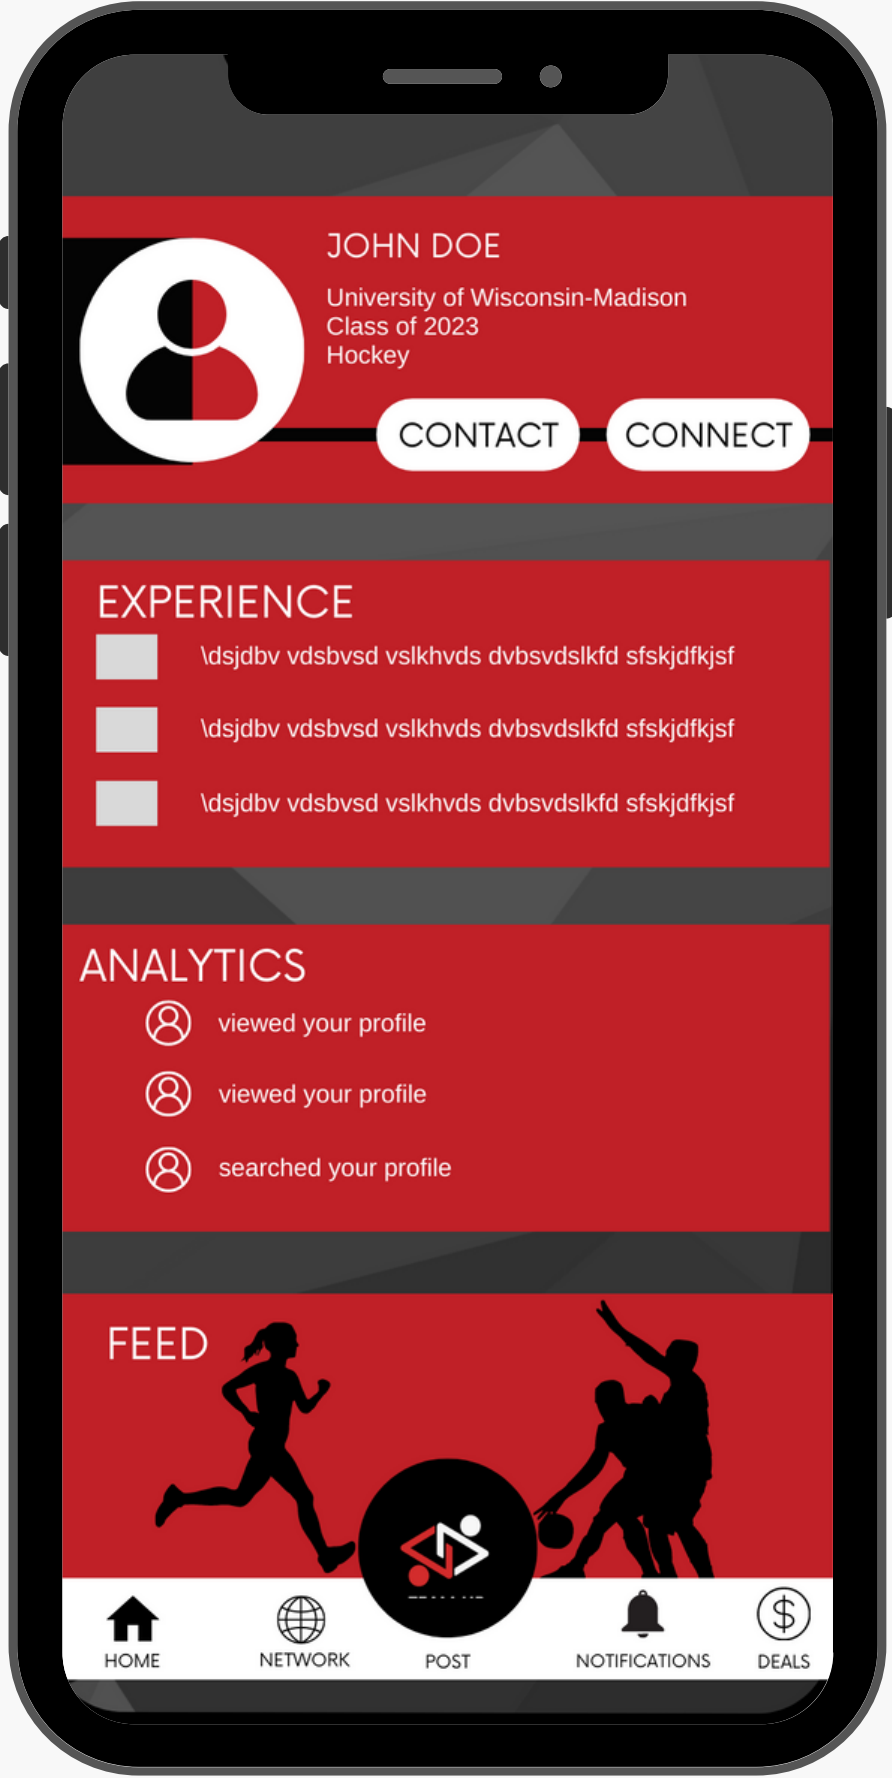 JOHN DOE
University of Wisconsin-Madison
Class of 2023
Hockey
CONTACT
CONNECT
EXPERIENCE
\dsjdbv vdsbvsd vslkhvds dvbsvdslkfd sfskjdfkjsf
\dsjdbv vdsbvsd vslkhvds dvbsvdslkfd sfskjdfkjsf
\dsjdbv vdsbvsd vslkhvds dvbsvdslkfd sfskjdfkjsf
ANALYTICS
viewed your profile
viewed your profile
searched your profile
FEED
HOME
NETWORK
POST
NOTIFICATIONS
DEALS